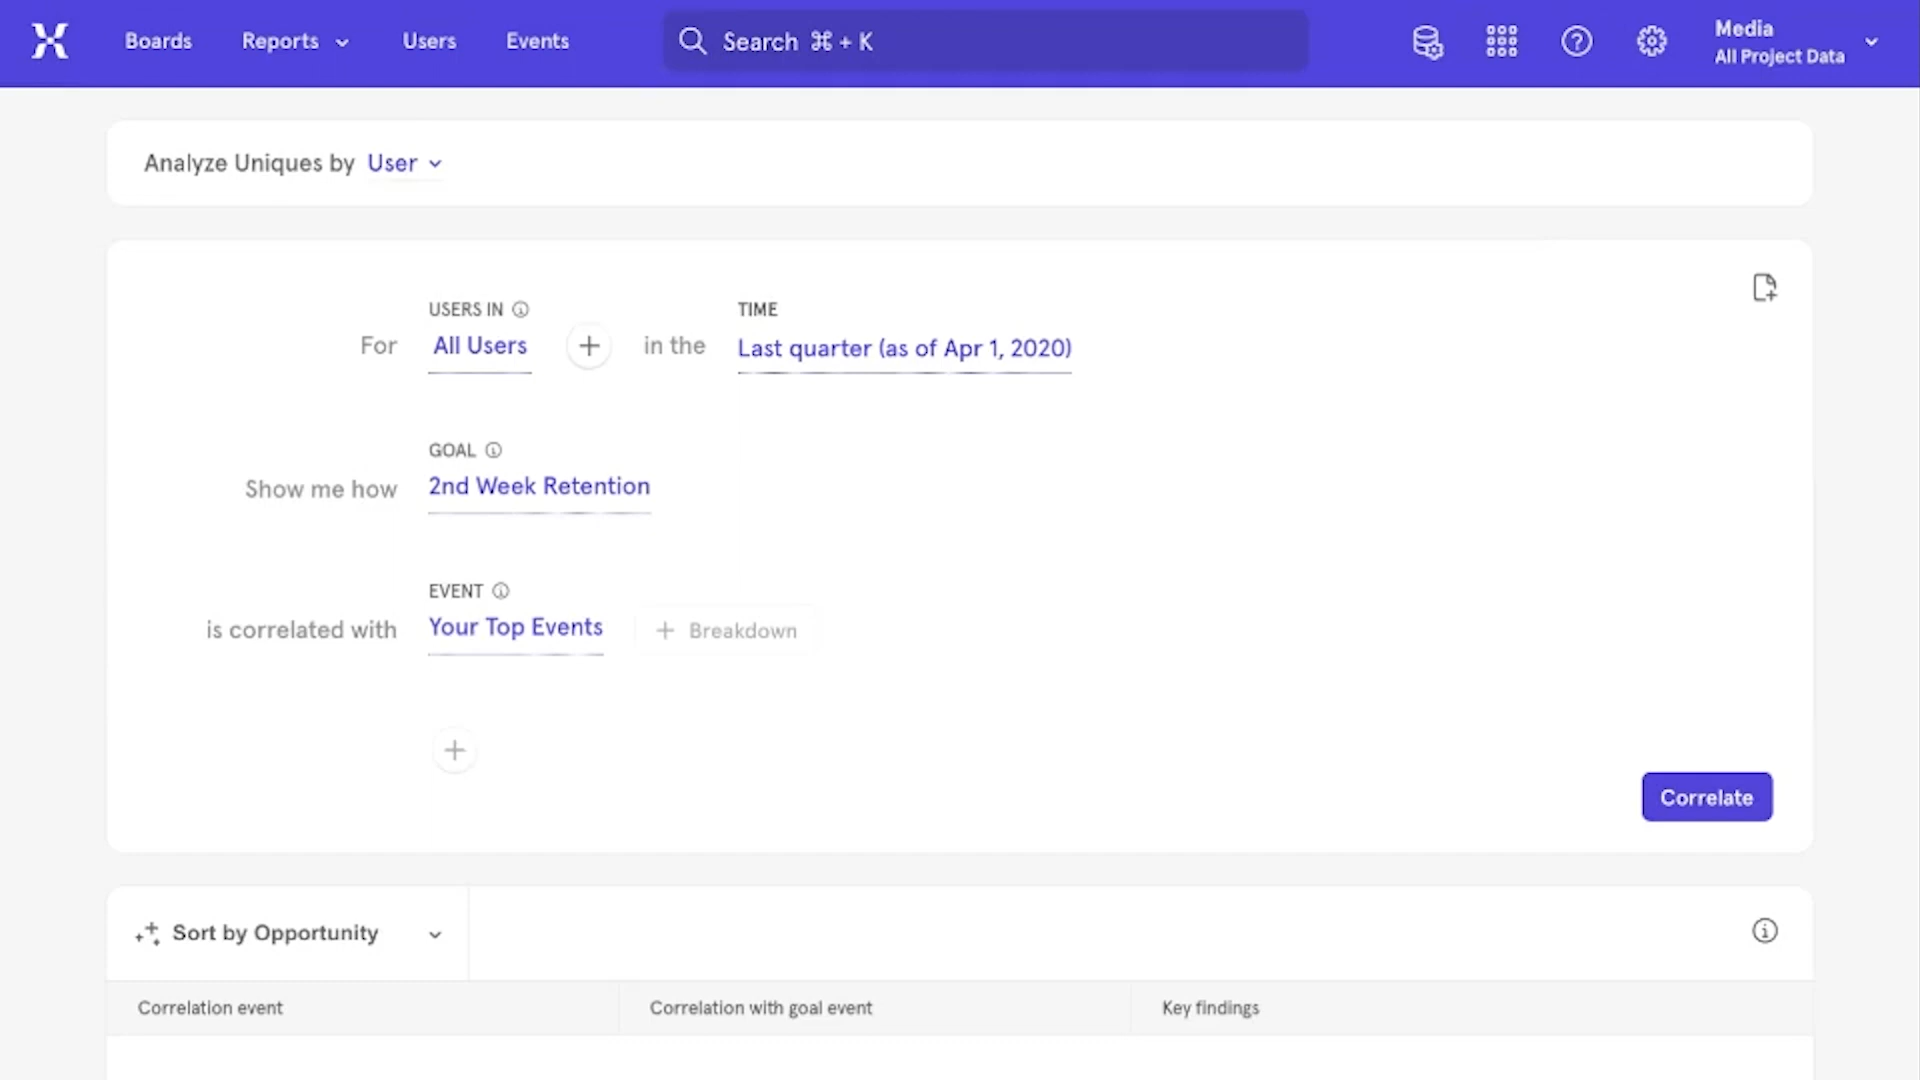 Boards
Reports
Users
Events
Search ⌘ + K
Media
All Project Data
Analyze Uniques by User
USERS IN
TIME
For All Users + in the Last quarter (as of Apr 1, 2020)
GOAL
Show me how 2nd Week Retention
EVENT
is correlated with Your Top Events + Breakdown
+
Correlate
Sort by Opportunity
Correlation event
Correlation with goal event
Key findings